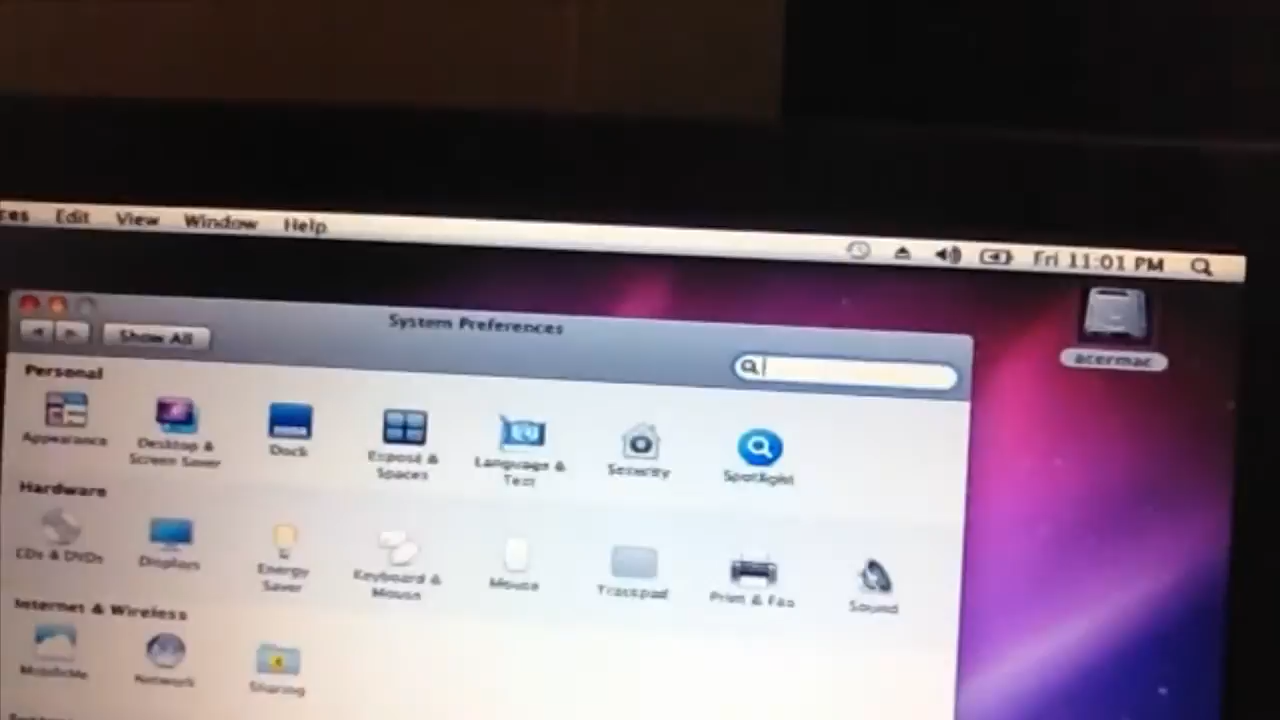 ces Edit View Window Help Fri 11:01 PM
acermac
System Preferences
Show All
Personal
Appearance
Desktop &
Screen Saver
Dock
Exposé &
Spaces
Language &
Text
Security
Spotlight
Hardware
CDs & DVDs
Displays
Energy
Saver
Keyboard &
Mouse
Mouse
Trackpad
Print & Fax
Sound
Internet & Wireless
MobileMe
Network
Sharing